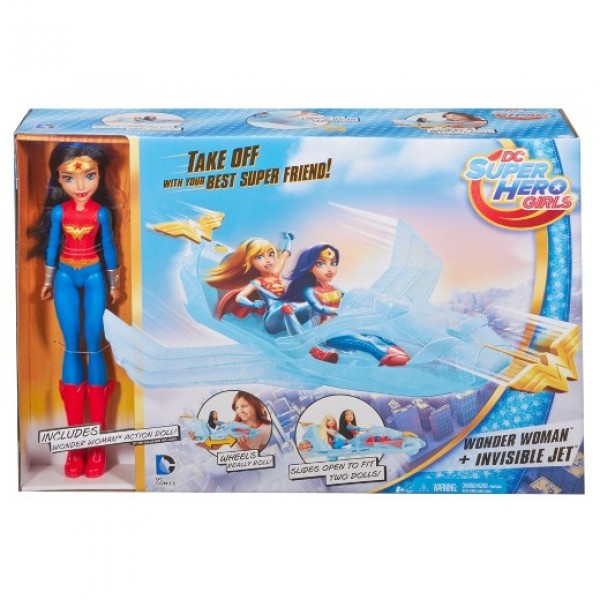 TAKE OFF
WITH YOUR BEST SUPER FRIEND!
DC
SUPER
HERO
GIRLS
INCLUDES
WONDER WOMAN™ ACTION DOLL!
WHEELS
REALLY ROLL!
SLIDES OPEN TO FIT
TWO DOLLS!
DC
COMICS
WONDER WOMAN™
+ INVISIBLE JET™
WARNING: